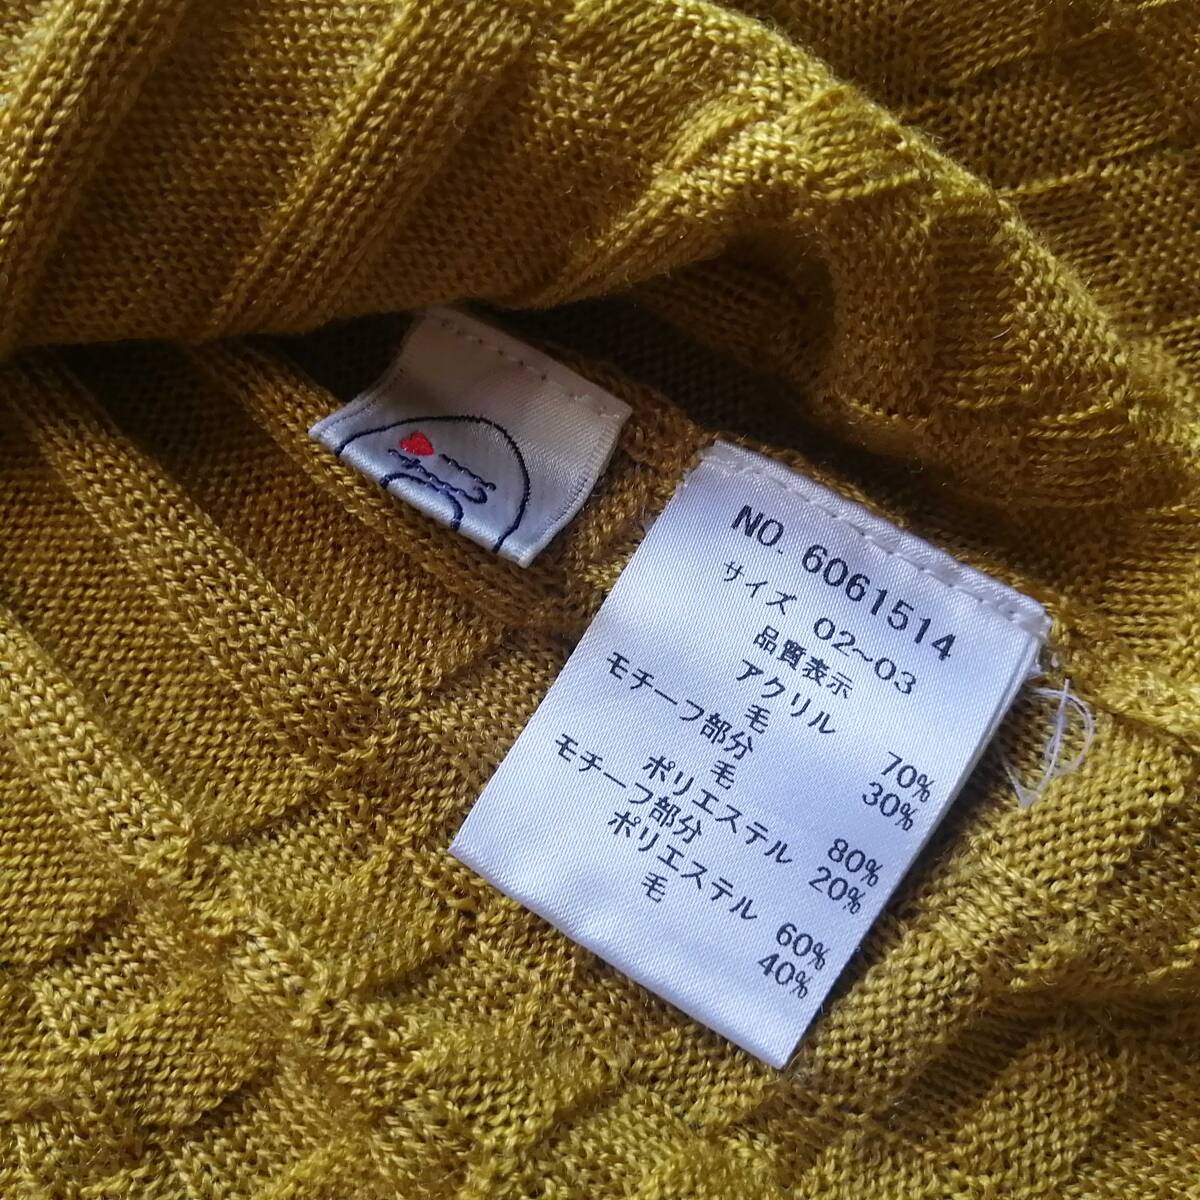 NO. 6061514
サイズ 02~03
品質表示
アクリル 70%
毛 30%
モチーフ部分
毛 80%
ポリエステル 20%
モチーフ部分
ポリエステル 60%
毛 40%